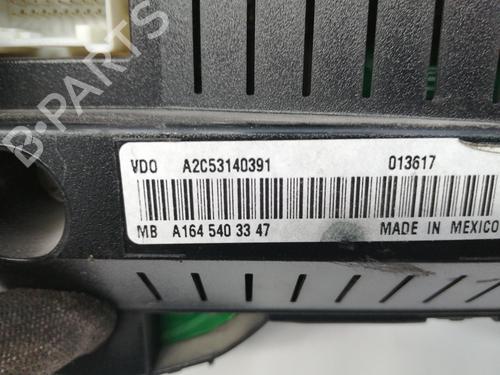 B-PARTS
VDO A2C53140391 013617
MB A164 540 33 47 MADE IN MEXICO